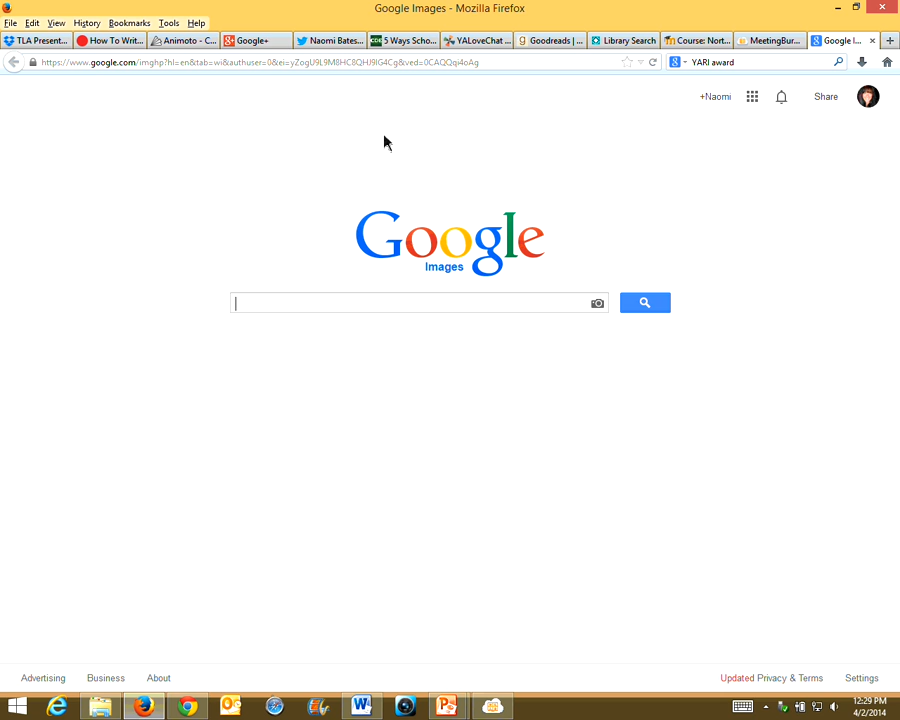 Google Images - Mozilla Firefox
File Edit View History Bookmarks Tools Help
TLA Present... How To Writ... Animoto - C... Google+ Naomi Bates... CDE 5 Ways Scho... YALoveChat ... Goodreads | ... Library Search Course: Nort... MeetingBur... Google I...
https://www.google.com/imghp?hl=en&tab=wi&authuser=0&ei=yZogU9L9M8HC8QHJ9IG4Cg&ved=0CAQQqi4oAg YARI award
+Naomi Share
Google
Images
Advertising Business About Updated Privacy & Terms Settings
12:29 PM
4/2/2014